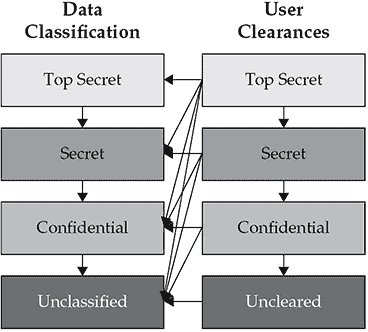 Data
Classification
User
Clearances
Top Secret
Top Secret
Secret
Secret
Confidential
Confidential
Unclassified
Uncleared